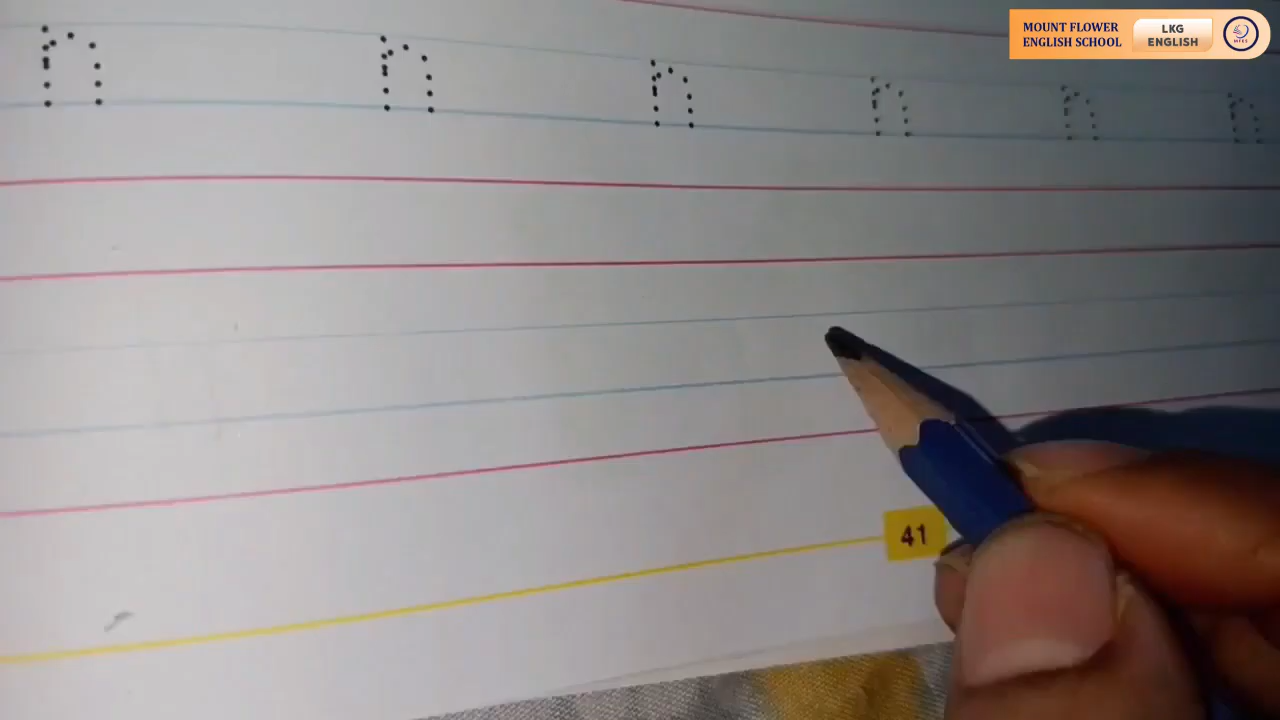 MOUNT FLOWER
ENGLISH SCHOOL
LKG
ENGLISH
n n n n n n
41